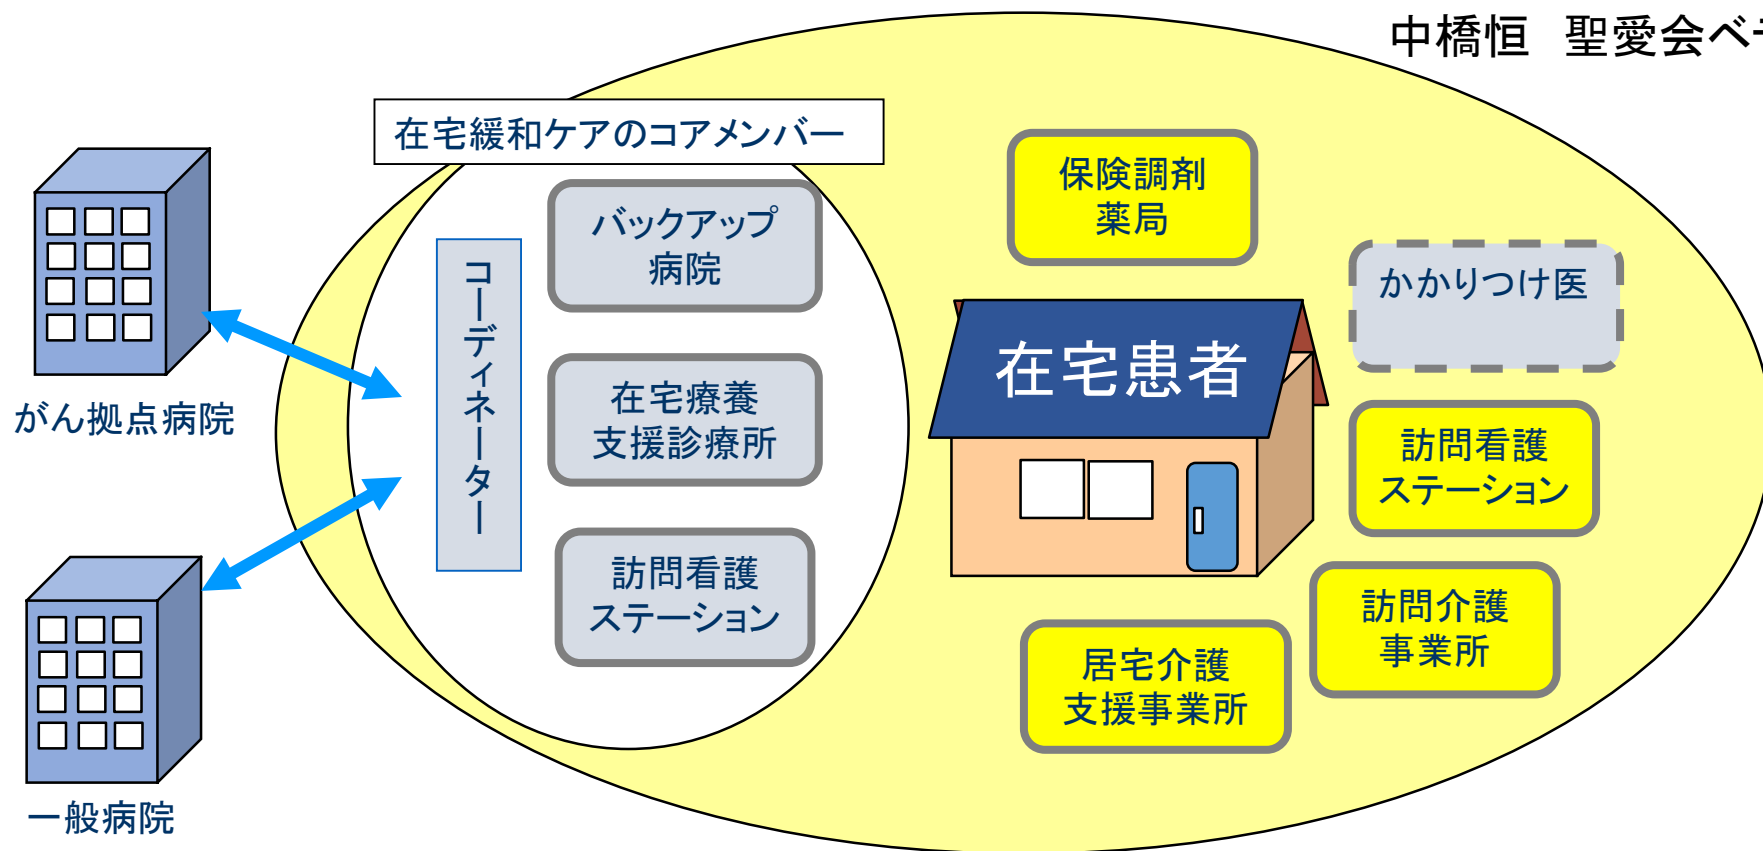 中橋恒　聖愛会ベテ
在宅緩和ケアのコアメンバー
バックアップ
病院
コーディネーター
在宅療養
支援診療所
訪問看護
ステーション
がん拠点病院
一般病院
保険調剤
薬局
在宅患者
かかりつけ医
訪問看護
ステーション
訪問介護
事業所
居宅介護
支援事業所